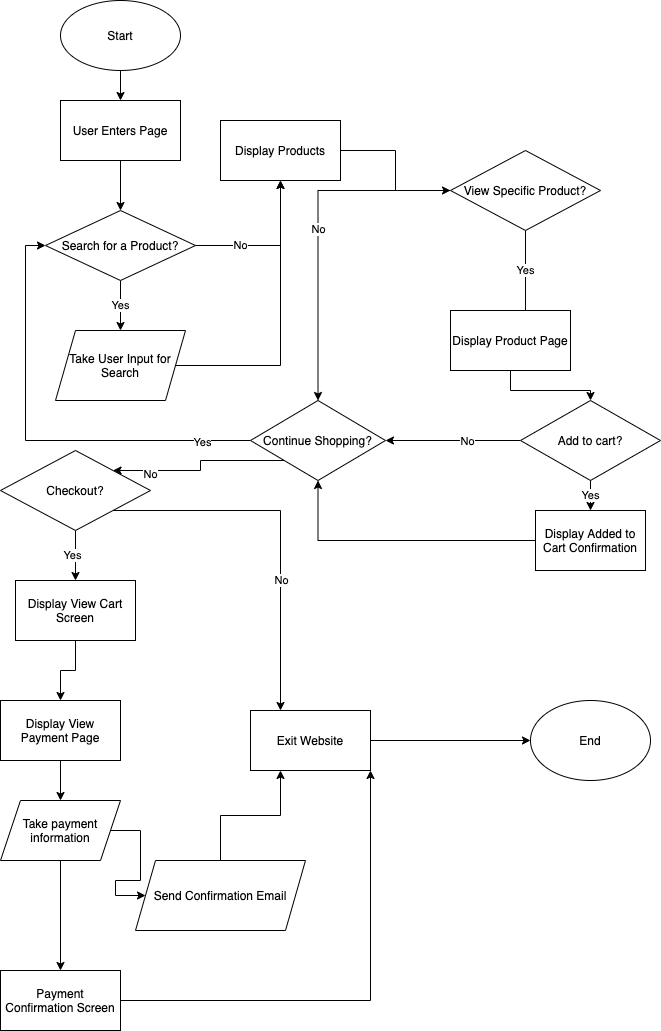 Start
User Enters Page
Display Products
View Specific Product?
No
Search for a Product?
No
Yes
Yes
Take User Input for
Search
Display Product Page
Continue Shopping?
Add to cart?
Yes
No
No
Checkout?
Yes
Display Added to
Cart Confirmation
Yes
No
Display View Cart
Screen
Display View
Payment Page
Exit Website
End
Take payment
information
Send Confirmation Email
Payment
Confirmation Screen